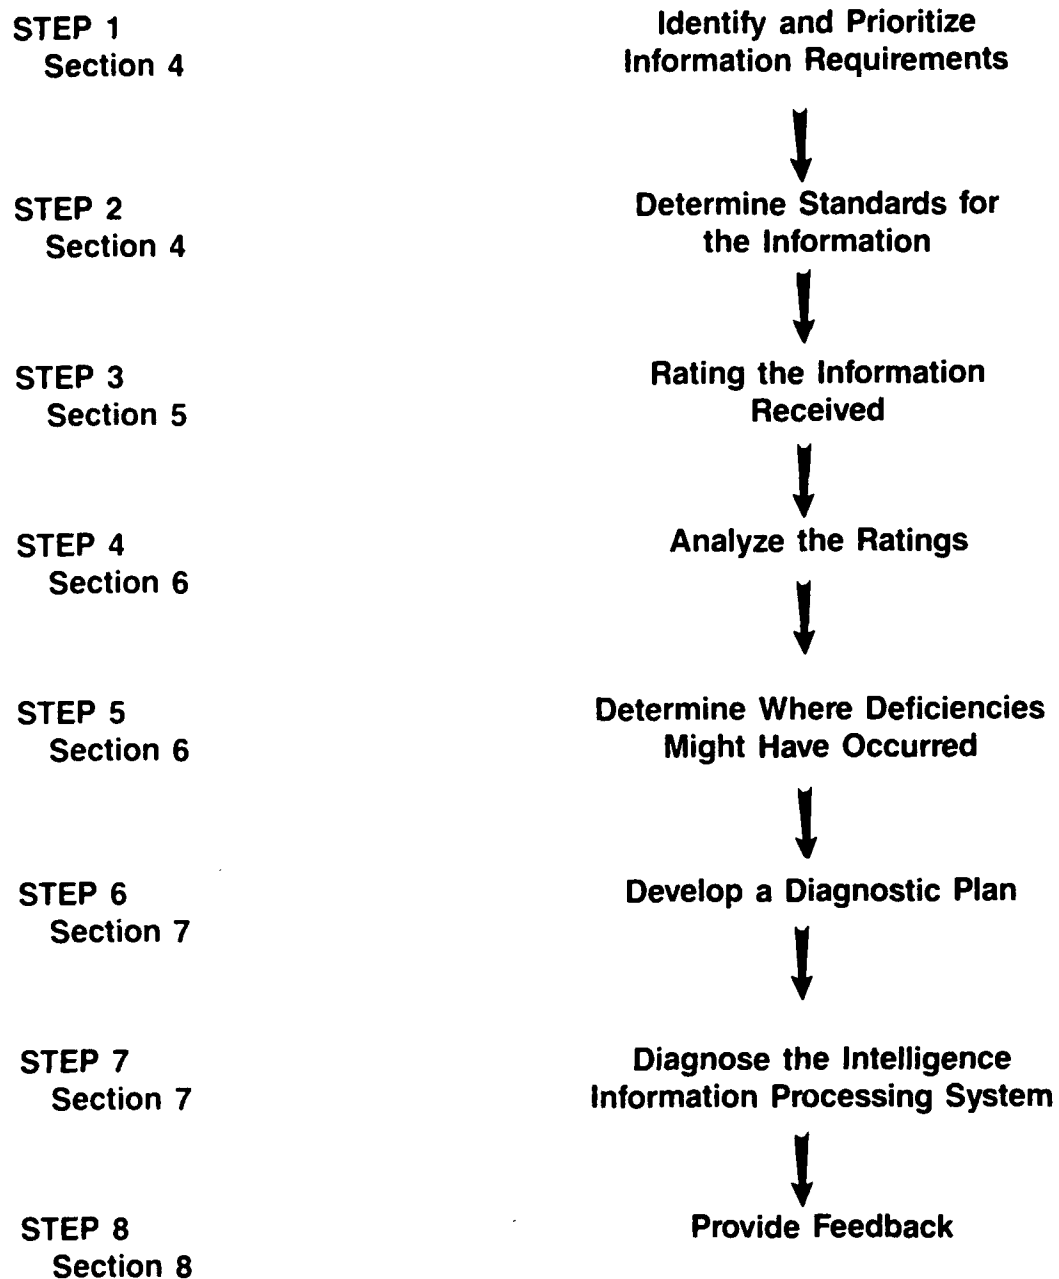 STEP 1
Section 4
Identify and Prioritize
Information Requirements
STEP 2
Section 4
Determine Standards for
the Information
STEP 3
Section 5
Rating the Information
Received
STEP 4
Section 6
Analyze the Ratings
STEP 5
Section 6
Determine Where Deficiencies
Might Have Occurred
STEP 6
Section 7
Develop a Diagnostic Plan
STEP 7
Section 7
Diagnose the Intelligence
Information Processing System
STEP 8
Section 8
Provide Feedback